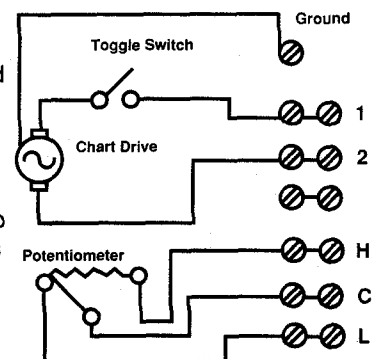 Ground
Toggle Switch
1
Chart Drive
2
Potentiometer
H
C
L